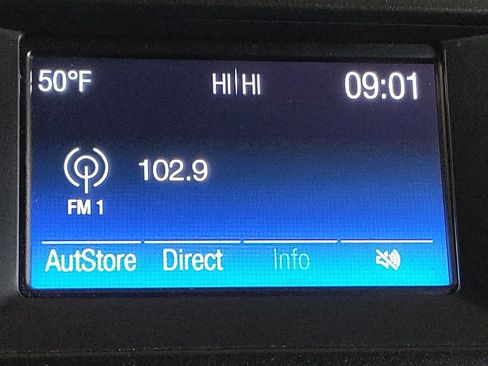 50°F HI|HI 09:01
102.9
FM 1
AutStore Direct Info